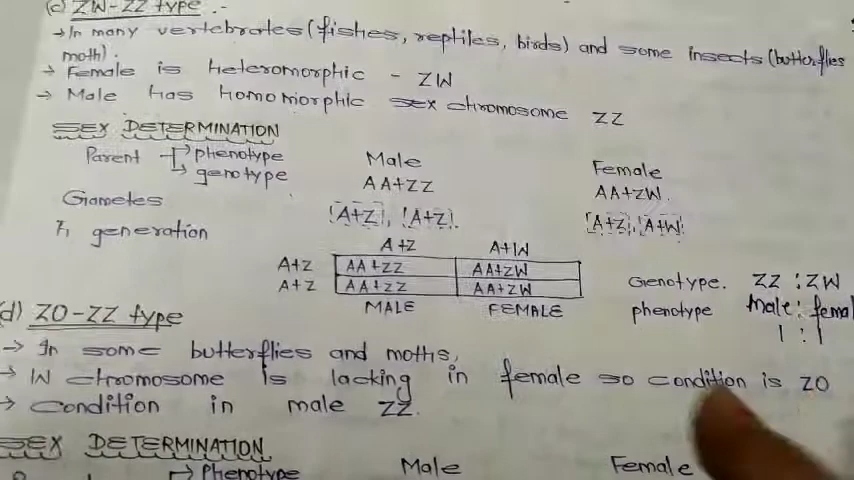 (c) ZW-ZZ type :-
→ In many vertebrates (fishes, reptiles, birds) and some insects (butterflies
moth).
→ Female is heteromorphic - ZW
→ Male has homomorphic sex chromosome ZZ
SEX DETERMINATION
Parent phenotype Male Female
→ genotype AA+ZZ AA+ZW
Gametes (A+Z), (A+Z). (A+Z), (A+W)
F1 generation
A+Z A+W
A+Z AA+ZZ AA+ZW
A+Z AA+ZZ AA+ZW
MALE FEMALE
Genotype. ZZ : ZW
phenotype Male : femal
1 : 1
(d) ZO-ZZ type
→ In some butterflies and moths,
→ W chromosome is lacking in female so condition is ZO
→ condition in male ZZ.
SEX DETERMINATION
→ Phenotype Male Female